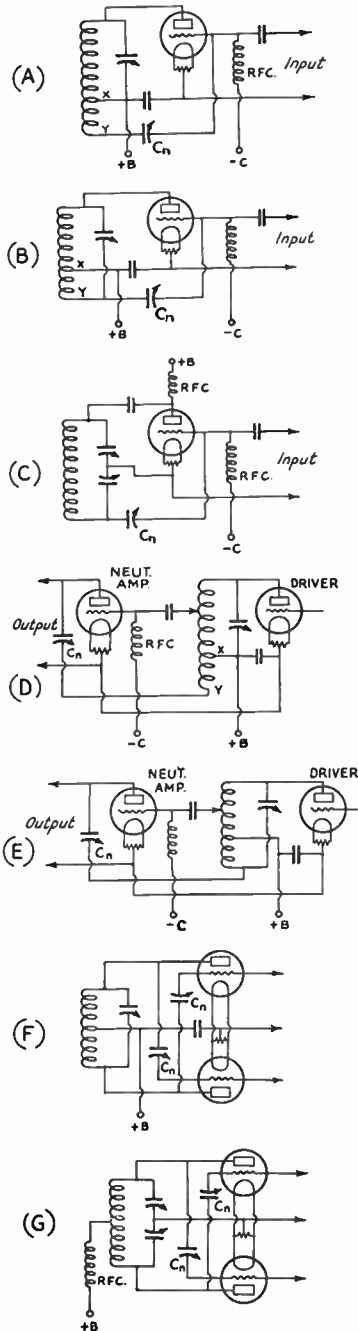 (A)
X
Y
Cn
+B
RFC.
Input
-C
(B)
X
Y
Cn
+B
Input
-C
(C)
+B
RFC
Cn
RFC.
Input
-C
(D)
NEUT. AMP.
DRIVER
Output
Cn
RFC
X
Y
-C
+B
(E)
NEUT. AMP.
DRIVER
Output
Cn
-C
+B
(F)
Cn
Cn
+B
(G)
Cn
Cn
RFC.
+B